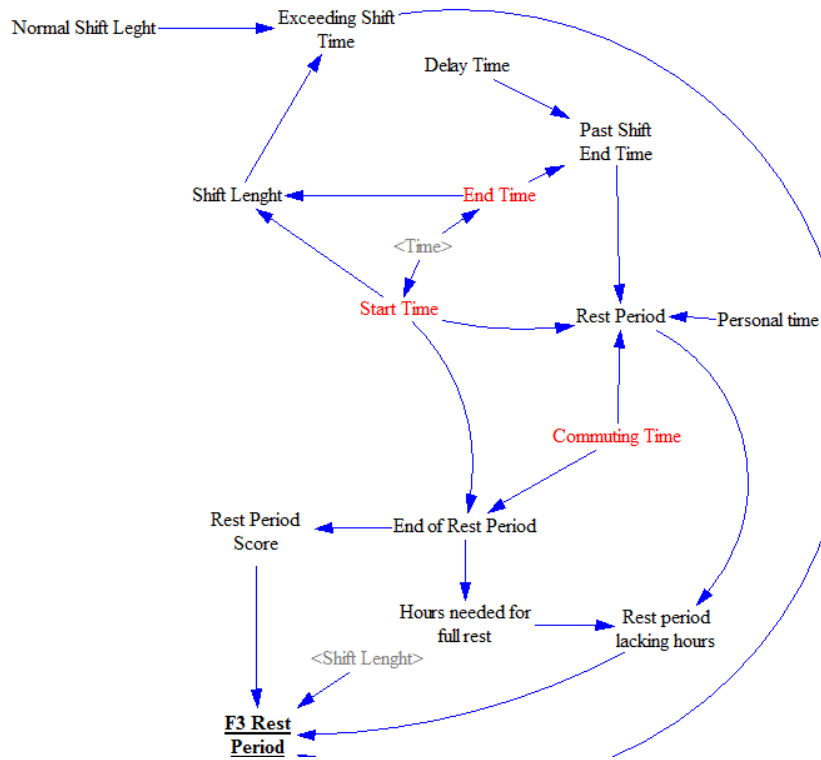 Normal Shift Leght
Exceeding Shift
Time
Delay Time
Past Shift
End Time
Shift Lenght
End Time
<Time>
Start Time
Rest Period
Personal time
Commuting Time
Rest Period
Score
End of Rest Period
Hours needed for
full rest
Rest period
lacking hours
<Shift Lenght>
F3 Rest
Period